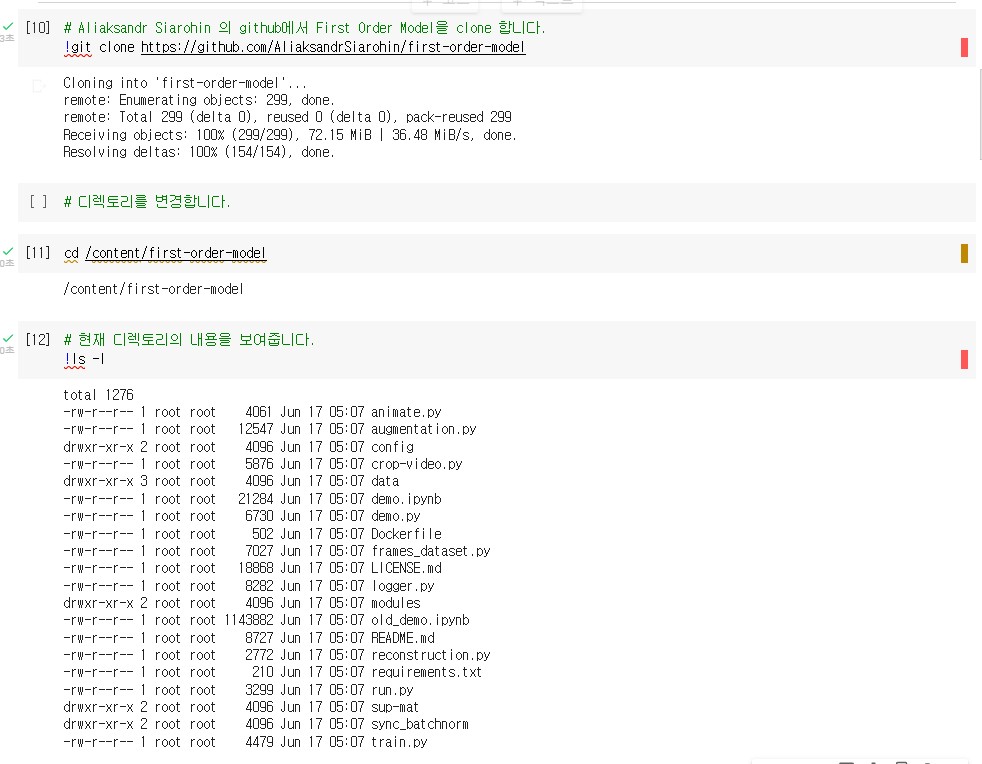 [10] # Aliaksandr Siarohin 의 github에서 First Order Model을 clone 합니다.
!git clone https://github.com/AliaksandrSiarohin/first-order-model
3초
Cloning into 'first-order-model'...
remote: Enumerating objects: 299, done.
remote: Total 299 (delta 0), reused 0 (delta 0), pack-reused 299
Receiving objects: 100% (299/299), 72.15 MiB | 36.48 MiB/s, done.
Resolving deltas: 100% (154/154), done.
[ ] # 디렉토리를 변경합니다.
[11] cd /content/first-order-model
0초
/content/first-order-model
[12] # 현재 디렉토리의 내용을 보여줍니다.
!ls -l
0초
total 1276
-rw-r--r-- 1 root root 4061 Jun 17 05:07 animate.py
-rw-r--r-- 1 root root 12547 Jun 17 05:07 augmentation.py
drwxr-xr-x 2 root root 4096 Jun 17 05:07 config
-rw-r--r-- 1 root root 5876 Jun 17 05:07 crop-video.py
drwxr-xr-x 3 root root 4096 Jun 17 05:07 data
-rw-r--r-- 1 root root 21284 Jun 17 05:07 demo.ipynb
-rw-r--r-- 1 root root 6730 Jun 17 05:07 demo.py
-rw-r--r-- 1 root root 502 Jun 17 05:07 Dockerfile
-rw-r--r-- 1 root root 7027 Jun 17 05:07 frames_dataset.py
-rw-r--r-- 1 root root 18868 Jun 17 05:07 LICENSE.md
-rw-r--r-- 1 root root 8282 Jun 17 05:07 logger.py
drwxr-xr-x 2 root root 4096 Jun 17 05:07 modules
-rw-r--r-- 1 root root 1143882 Jun 17 05:07 old_demo.ipynb
-rw-r--r-- 1 root root 8727 Jun 17 05:07 README.md
-rw-r--r-- 1 root root 2772 Jun 17 05:07 reconstruction.py
-rw-r--r-- 1 root root 210 Jun 17 05:07 requirements.txt
-rw-r--r-- 1 root root 3299 Jun 17 05:07 run.py
drwxr-xr-x 2 root root 4096 Jun 17 05:07 sup-mat
drwxr-xr-x 2 root root 4096 Jun 17 05:07 sync_batchnorm
-rw-r--r-- 1 root root 4479 Jun 17 05:07 train.py